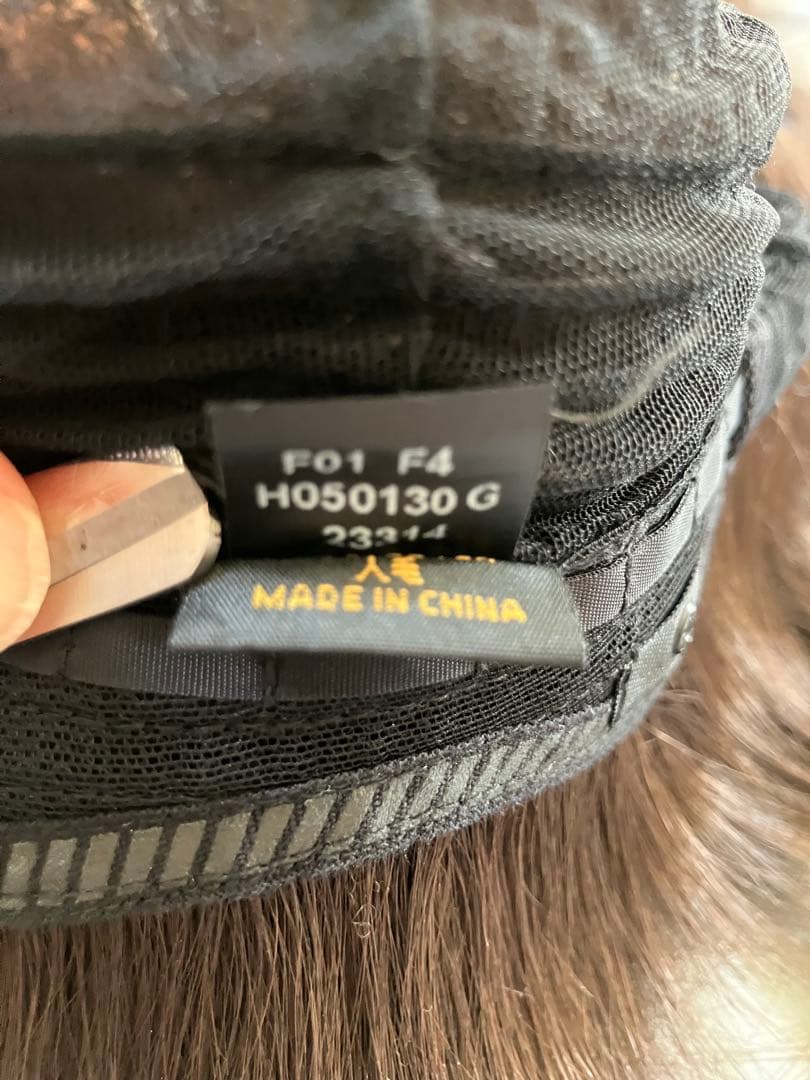 F01 F4
H050130 G
23314
人毛
MADE IN CHINA